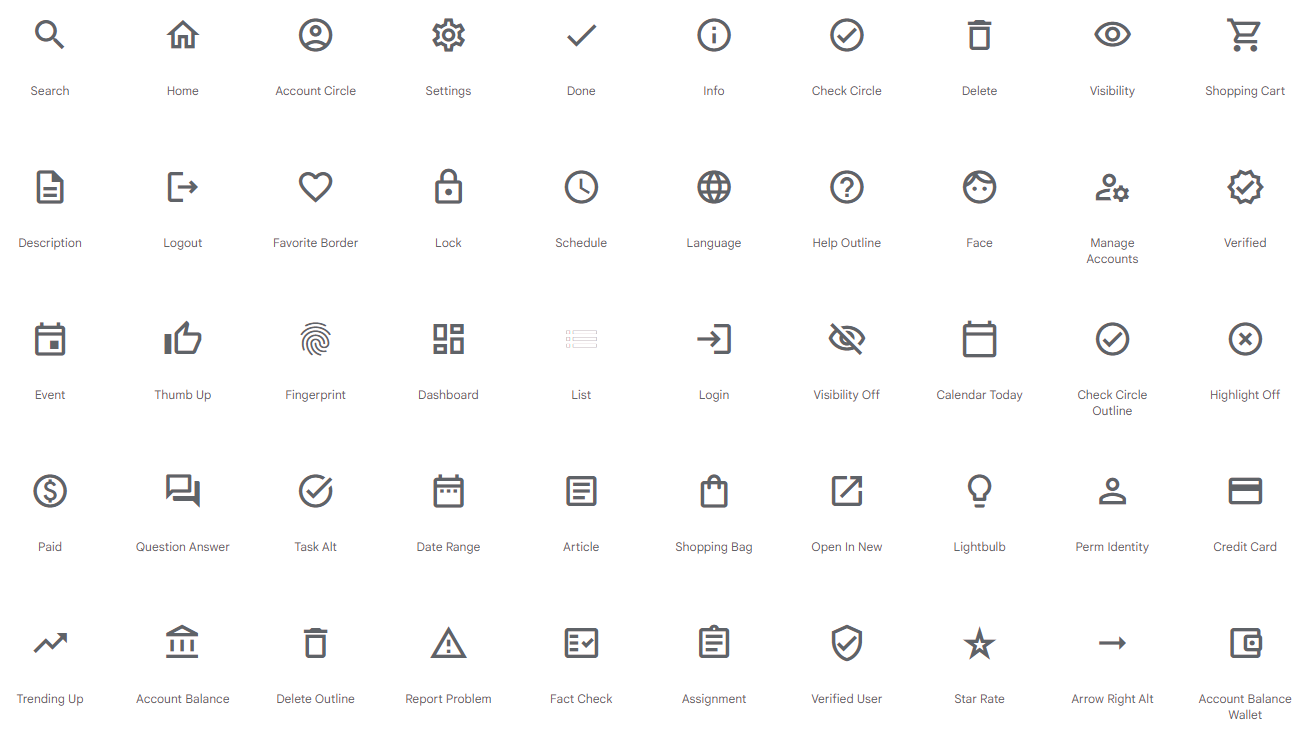 Search
Home
Account Circle
Settings
Done
Info
Check Circle
Delete
Visibility
Shopping Cart
Description
Logout
Favorite Border
Lock
Schedule
Language
Help Outline
Face
Manage
Accounts
Verified
Event
Thumb Up
Fingerprint
Dashboard
List
Login
Visibility Off
Calendar Today
Check Circle
Outline
Highlight Off
Paid
Question Answer
Task Alt
Date Range
Article
Shopping Bag
Open In New
Lightbulb
Perm Identity
Credit Card
Trending Up
Account Balance
Delete Outline
Report Problem
Fact Check
Assignment
Verified User
Star Rate
Arrow Right Alt
Account Balance
Wallet